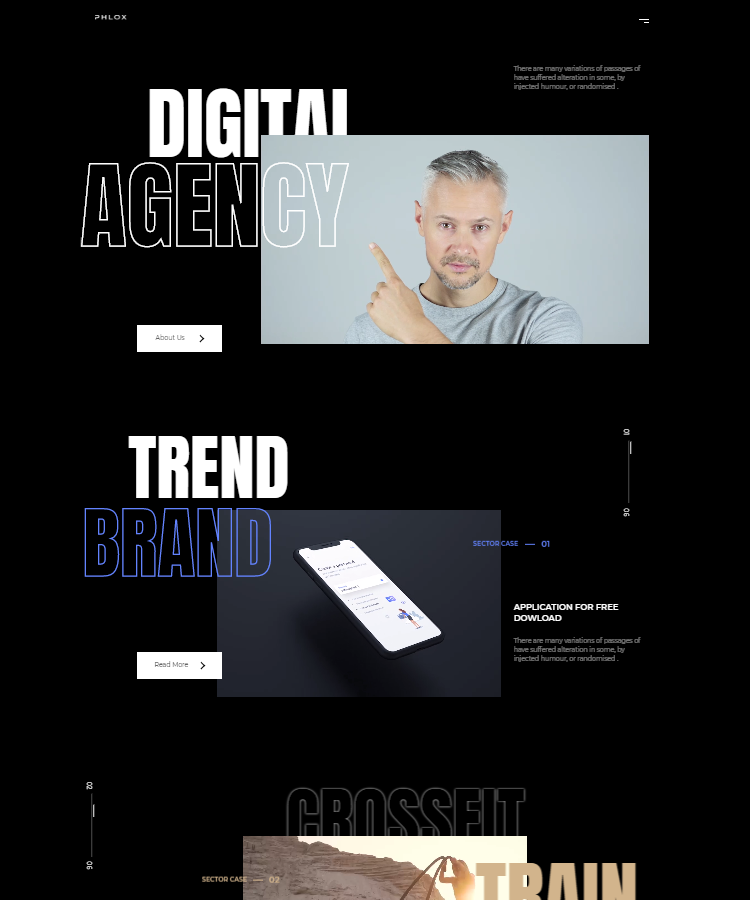 PHLOX
There are many variations of passages of
have suffered alteration in some, by
injected humour, or randomised .
DIGITAL
AGENCY
About Us
TREND
BRAND
01
06
SECTOR CASE — 01
APPLICATION FOR FREE
DOWLOAD
There are many variations of passages of
have suffered alteration in some, by
injected humour, or randomised .
Read More
02
06
CROSSFIT
TRAIN
SECTOR CASE — 02